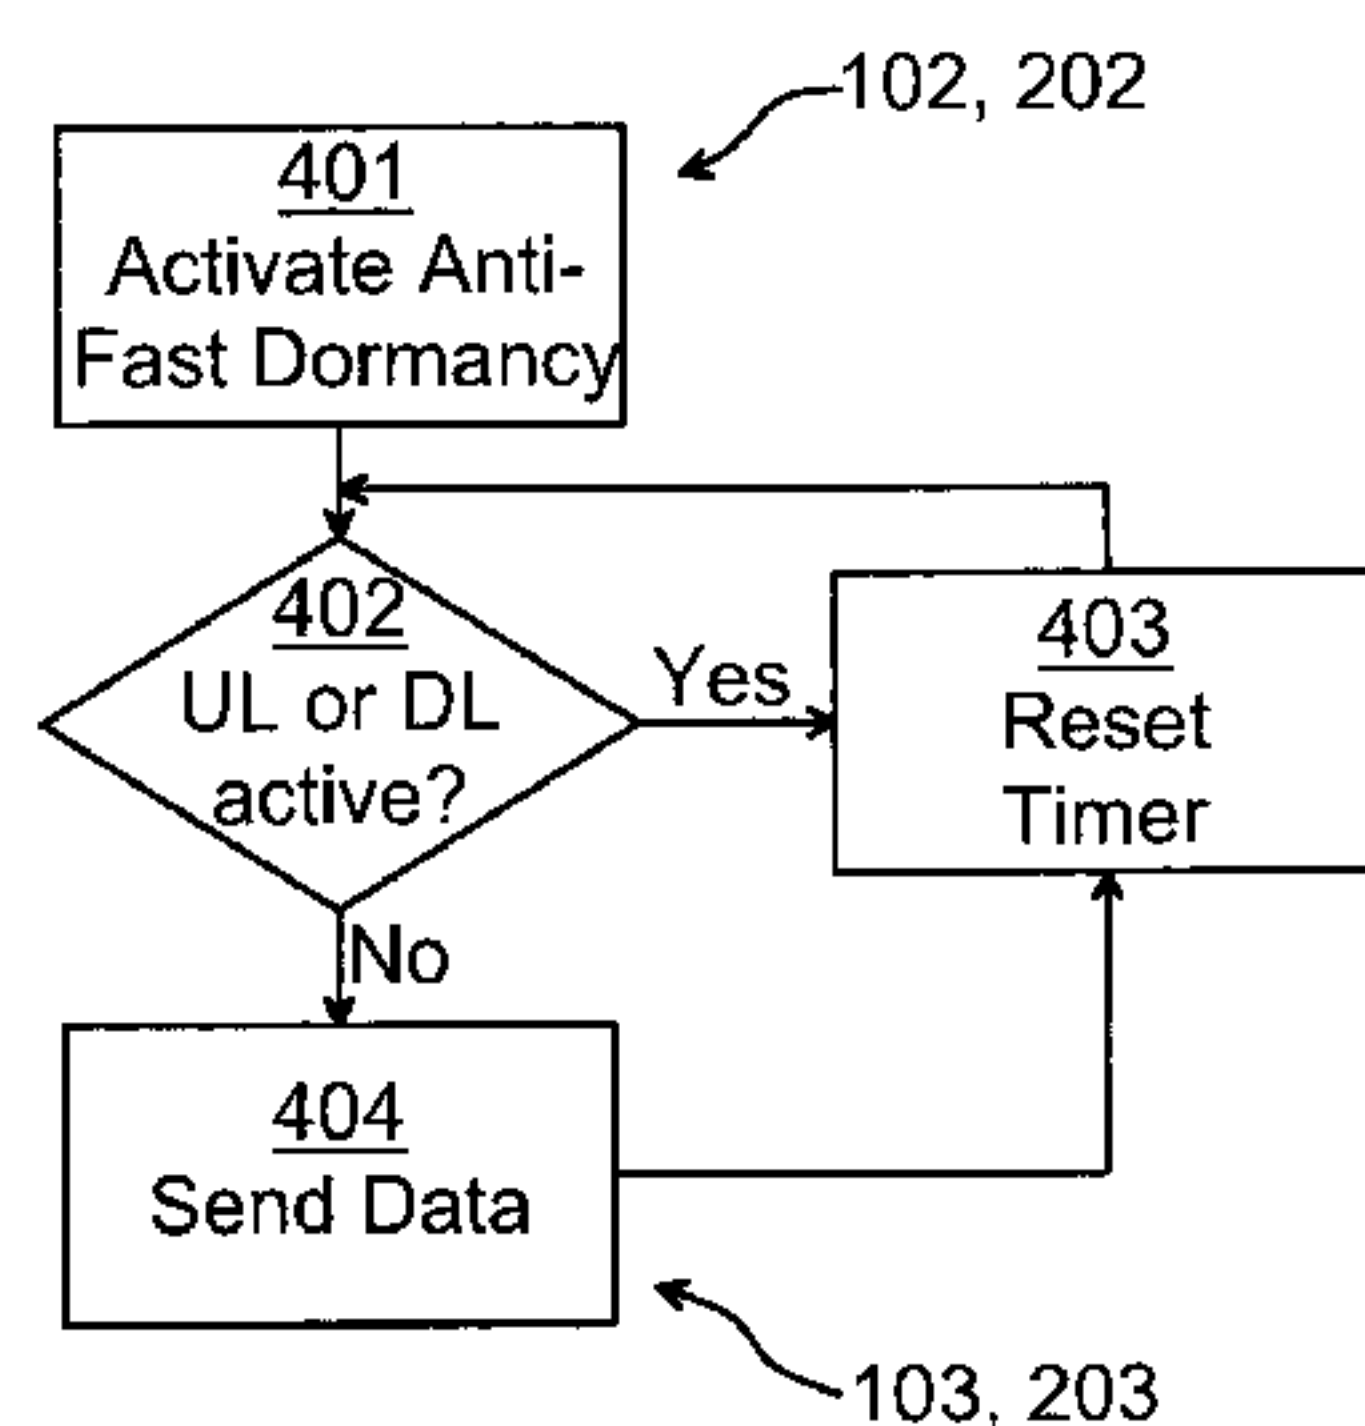 102, 202
401
Activate Anti-
Fast Dormancy
402
UL or DL
active?
Yes
403
Reset
Timer
No
404
Send Data
103, 203